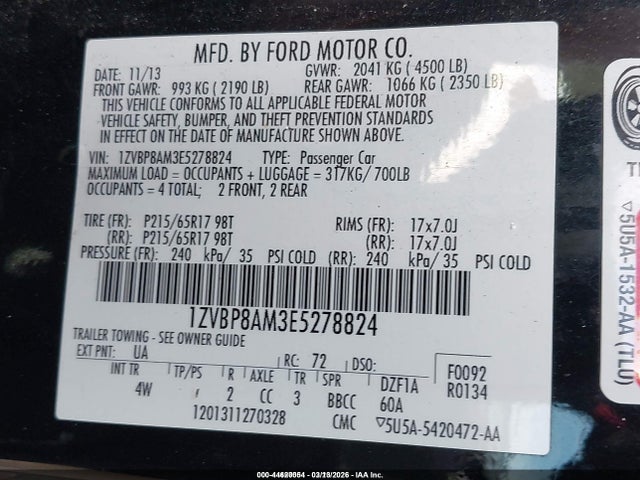 MFD. BY FORD MOTOR CO.
DATE: 11/13 GVWR: 2041 KG (4500 LB)
FRONT GAWR: 993 KG (2190 LB) REAR GAWR: 1066 KG (2350 LB)
THIS VEHICLE CONFORMS TO ALL APPLICABLE FEDERAL MOTOR
VEHICLE SAFETY, BUMPER, AND THEFT PREVENTION STANDARDS
IN EFFECT ON THE DATE OF MANUFACTURE SHOWN ABOVE.
VIN: 1ZVBP8AM3E5278824 TYPE: Passenger Car
MAXIMUM LOAD = OCCUPANTS + LUGGAGE = 317KG/ 700LB
OCCUPANTS = 4 TOTAL; 2 FRONT, 2 REAR
TIRE (FR): P215/65R17 98T RIMS (FR): 17x7.0J
(RR): P215/65R17 98T (RR): 17x7.0J
PRESSURE (FR): 240 kPa/ 35 PSI COLD (RR): 240 kPa/ 35 PSI COLD
1ZVBP8AM3E5278824
TRAILER TOWING - SEE OWNER GUIDE
EXT PNT: UA RC: 72 DSO: F0092
INT TR TP/PS R AXLE TR SPR DZF1A R0134
4W 2 CC 3 BBCC 60A
1201311270328 CMC ▽5U5A-5420472-AA
▽5U5A-1532-AA (TLU)
03/18/2026 - IAA Inc.